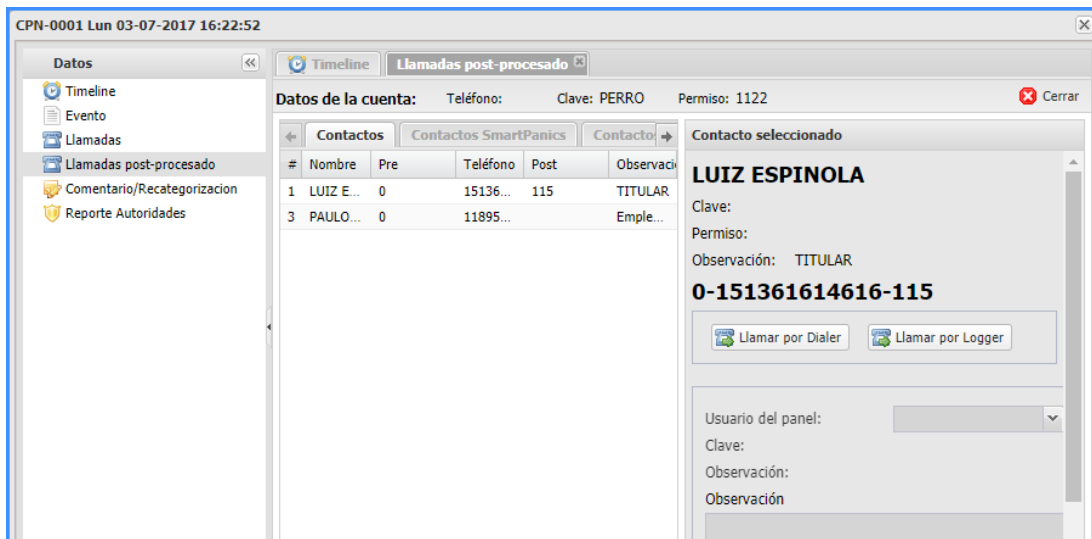 CPN-0001 Lun 03-07-2017 16:22:52
Datos
Timeline
Evento
Llamadas
Llamadas post-procesado
Comentario/Recategorizacion
Reporte Autoridades
Timeline Llamadas post-procesado
Datos de la cuenta: Teléfono: Clave: PERRO Permiso: 1122 Cerrar
Contactos Contactos SmartPanics Contacto
# Nombre Pre Teléfono Post Observaci
1 LUIZ E... 0 15136... 115 TITULAR
3 PAULO... 0 11895... Emple...
Contacto seleccionado
LUIZ ESPINOLA
Clave:
Permiso:
Observación: TITULAR
0-151361614616-115
Llamar por Dialer Llamar por Logger
Usuario del panel:
Clave:
Observación:
Observación